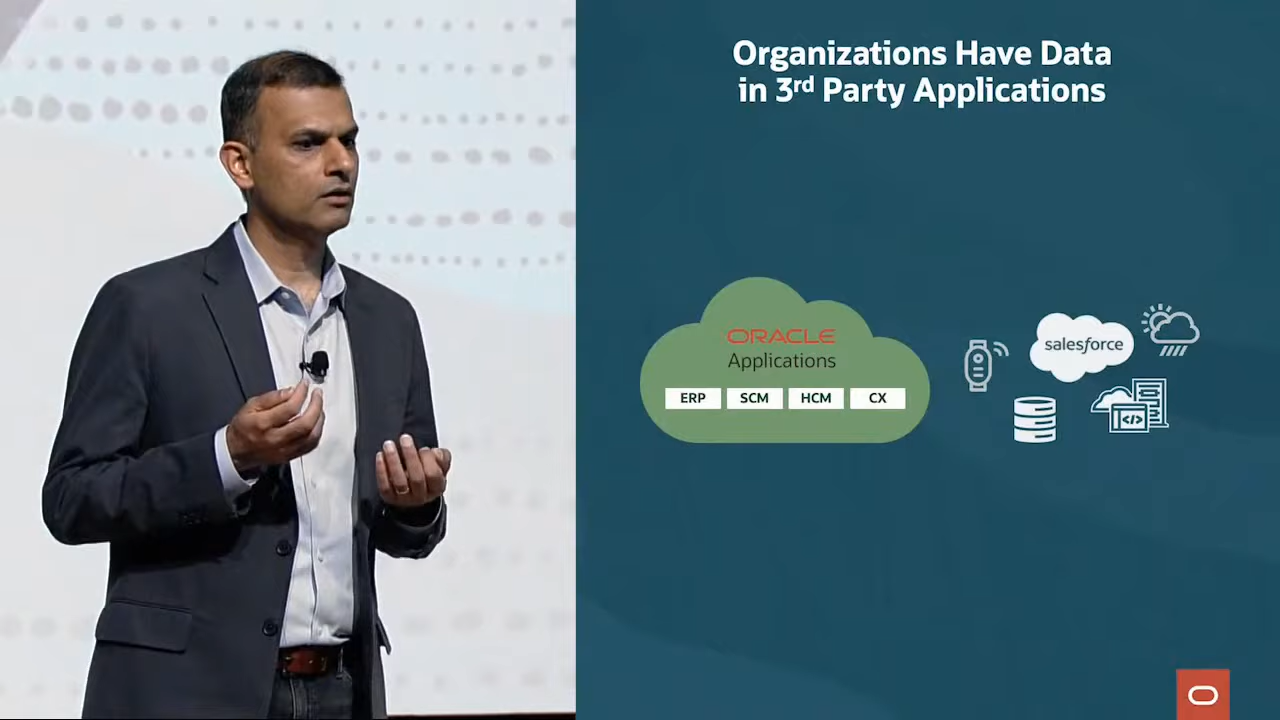 Organizations Have Data
in 3rd Party Applications
ORACLE
Applications
ERP SCM HCM CX
salesforce
</>